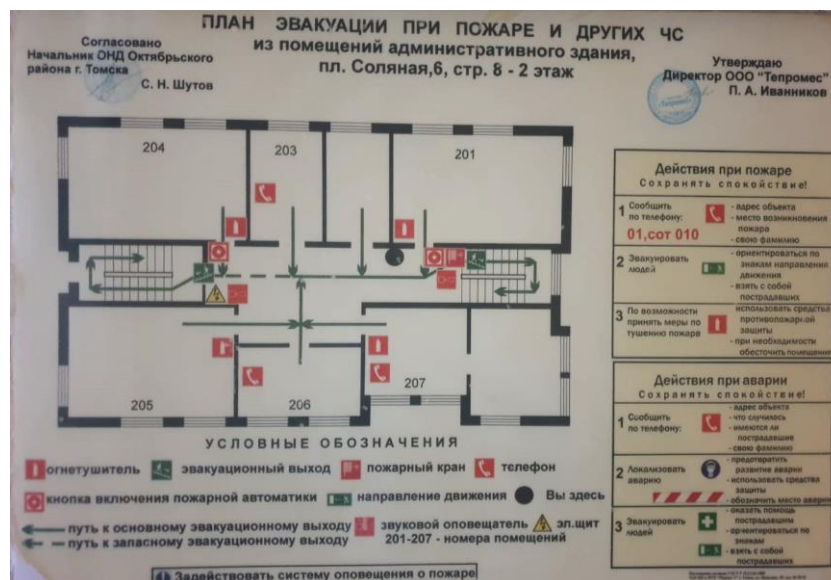 ПЛАН ЭВАКУАЦИИ ПРИ ПОЖАРЕ И ДРУГИХ ЧС
из помещений административного здания,
пл. Соляная,6, стр. 8 - 2 этаж
Согласовано
Начальник ОНД Октябрьского
района г. Томска
С. Н. Шутов
Утверждаю
Директор ООО "Тепромес"
П. А. Иванников
204
203
201
205
206
207
Действия при пожаре
Сохранять спокойствие!
1 Сообщить
по телефону:
01,сот 010
- адрес объекта
- место возникновения
пожара
- свою фамилию
2 Эвакуировать
людей
- ориентироваться по
знакам направления
движения
- взять с собой
пострадавших
3 По возможности
принять меры по
тушению пожара
использовать средства
противопожарной
защиты
- при необходимости
обесточить помещения
Действия при аварии
Сохранять спокойствие!
1 Сообщить
по телефону:
- адрес объекта
- что случилось
- имеются ли
пострадавшие
- свою фамилию
2 Локализовать
аварию
- предотвратить
развитие аварии
- использовать средства
защиты
- обозначить место аварии
3 Эвакуировать
людей
- оказать помощь
пострадавшим
- ориентироваться по
знакам
- взять с собой
пострадавших
УСЛОВНЫЕ ОБОЗНАЧЕНИЯ
огнетушитель
эвакуационный выход
пожарный кран
телефон
кнопка включения пожарной автоматики
направление движения
Вы здесь
путь к основному эвакуационному выходу
звуковой оповещатель
эл.щит
путь к запасному эвакуационному выходу
201-207 - номера помещений
Задействовать систему оповещения о пожаре